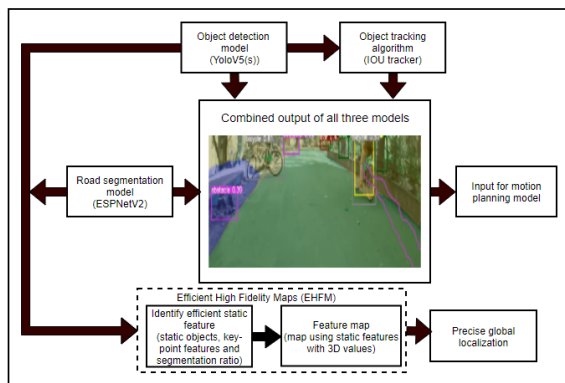 Object detection
model
(YoloV5(s))
Object tracking
algorithm
(IOU tracker)
Combined output of all three models
Road segmentation
model
(ESPNetV2)
Input for motion
planning model
Efficient High Fidelity Maps (EHFM)
Identify efficient static
feature
(static objects, key-
point features and
segmentation ratio)
Feature map
(map using static features
with 3D values)
Precise global
localization